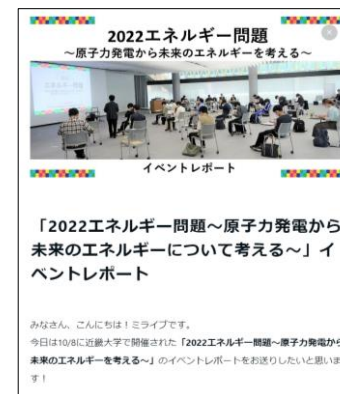 2022エネルギー問題
～原子力発電から未来のエネルギーを考える～
イベントレポート
「2022エネルギー問題～原子力発電から
未来のエネルギーについて考える～」イ
ベントレポート
みなさん、こんにちは！ミライブです。
今日は10/8に近畿大学で開催された「2022エネルギー問題～原子力発電から
未来のエネルギーを考える～」のイベントレポートをお送りしたいと思いま
す！